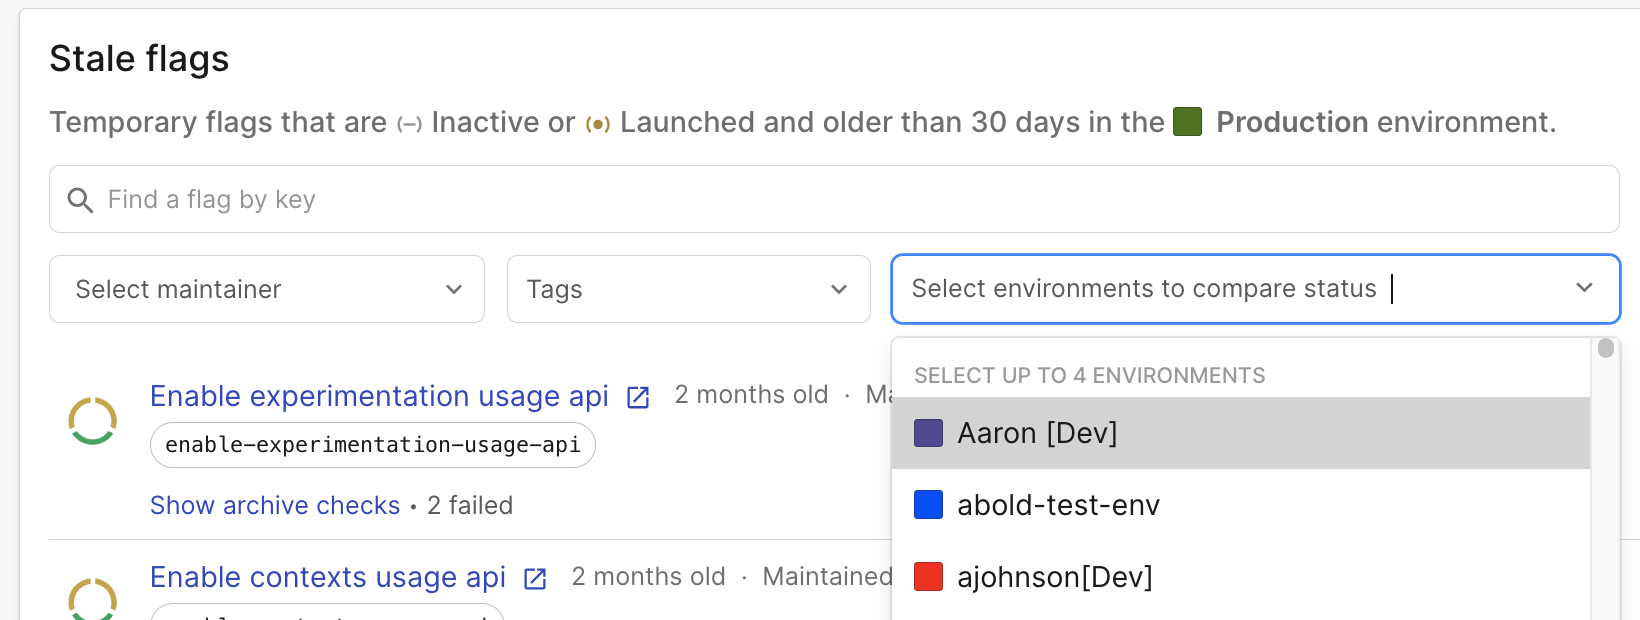 Stale flags
Temporary flags that are (–) Inactive or (•) Launched and older than 30 days in the Production environment.
Find a flag by key
Select maintainer
Tags
Select environments to compare status
SELECT UP TO 4 ENVIRONMENTS
Aaron [Dev]
abold-test-env
ajohnson[Dev]
Enable experimentation usage api 2 months old ·
enable-experimentation-usage-api
Show archive checks • 2 failed
Enable contexts usage api 2 months old · Maintained